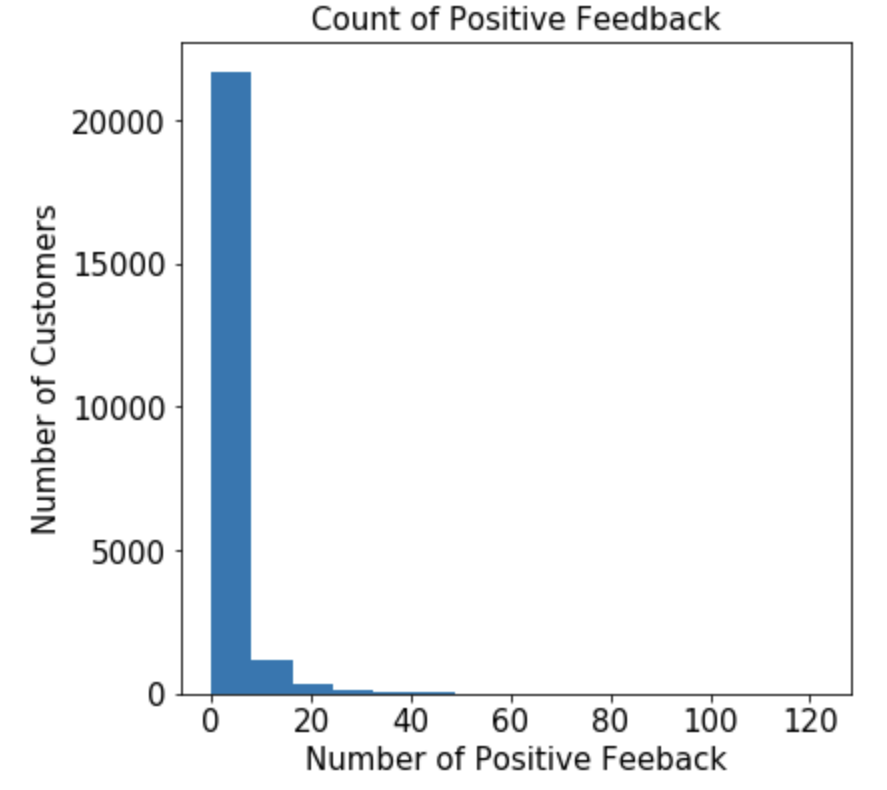 Count of Positive Feedback
Number of Customers
20000
15000
10000
5000
0
0 20 40 60 80 100 120
Number of Positive Feeback